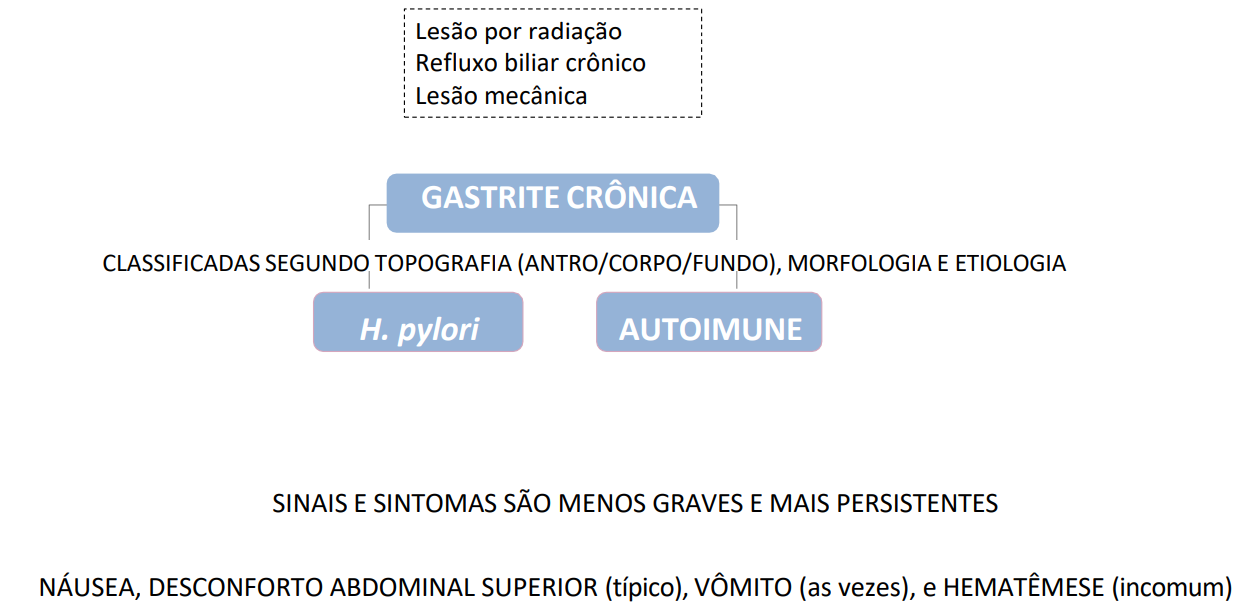 Lesão por radiação
Refluxo biliar crônico
Lesão mecânica
GASTRITE CRÔNICA
CLASSIFICADAS SEGUNDO TOPOGRAFIA (ANTRO/CORPO/FUNDO), MORFOLOGIA E ETIOLOGIA
H. pylori
AUTOIMUNE
SINAIS E SINTOMAS SÃO MENOS GRAVES E MAIS PERSISTENTES
NÁUSEA, DESCONFORTO ABDOMINAL SUPERIOR (típico), VÔMITO (as vezes), e HEMATÊMESE (incomum)